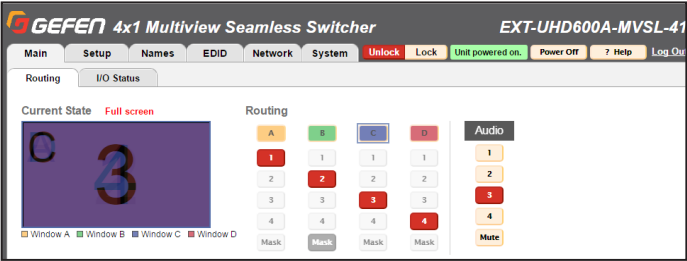 GEFEN 4x1 Multiview Seamless Switcher EXT-UHD600A-MVSL-41
Main Setup Names EDID Network System Unlock Lock Unit powered on. Power Off ? Help Log Ou
Routing I/O Status
Current State Full screen Routing
A B C D Audio
C 3 4
1 1 1 1 1
2 2 2 2 2
3 3 3 3 3
4 4 4 4 4
Window A Window B Window C Window D Mask Mask Mask Mask Mute